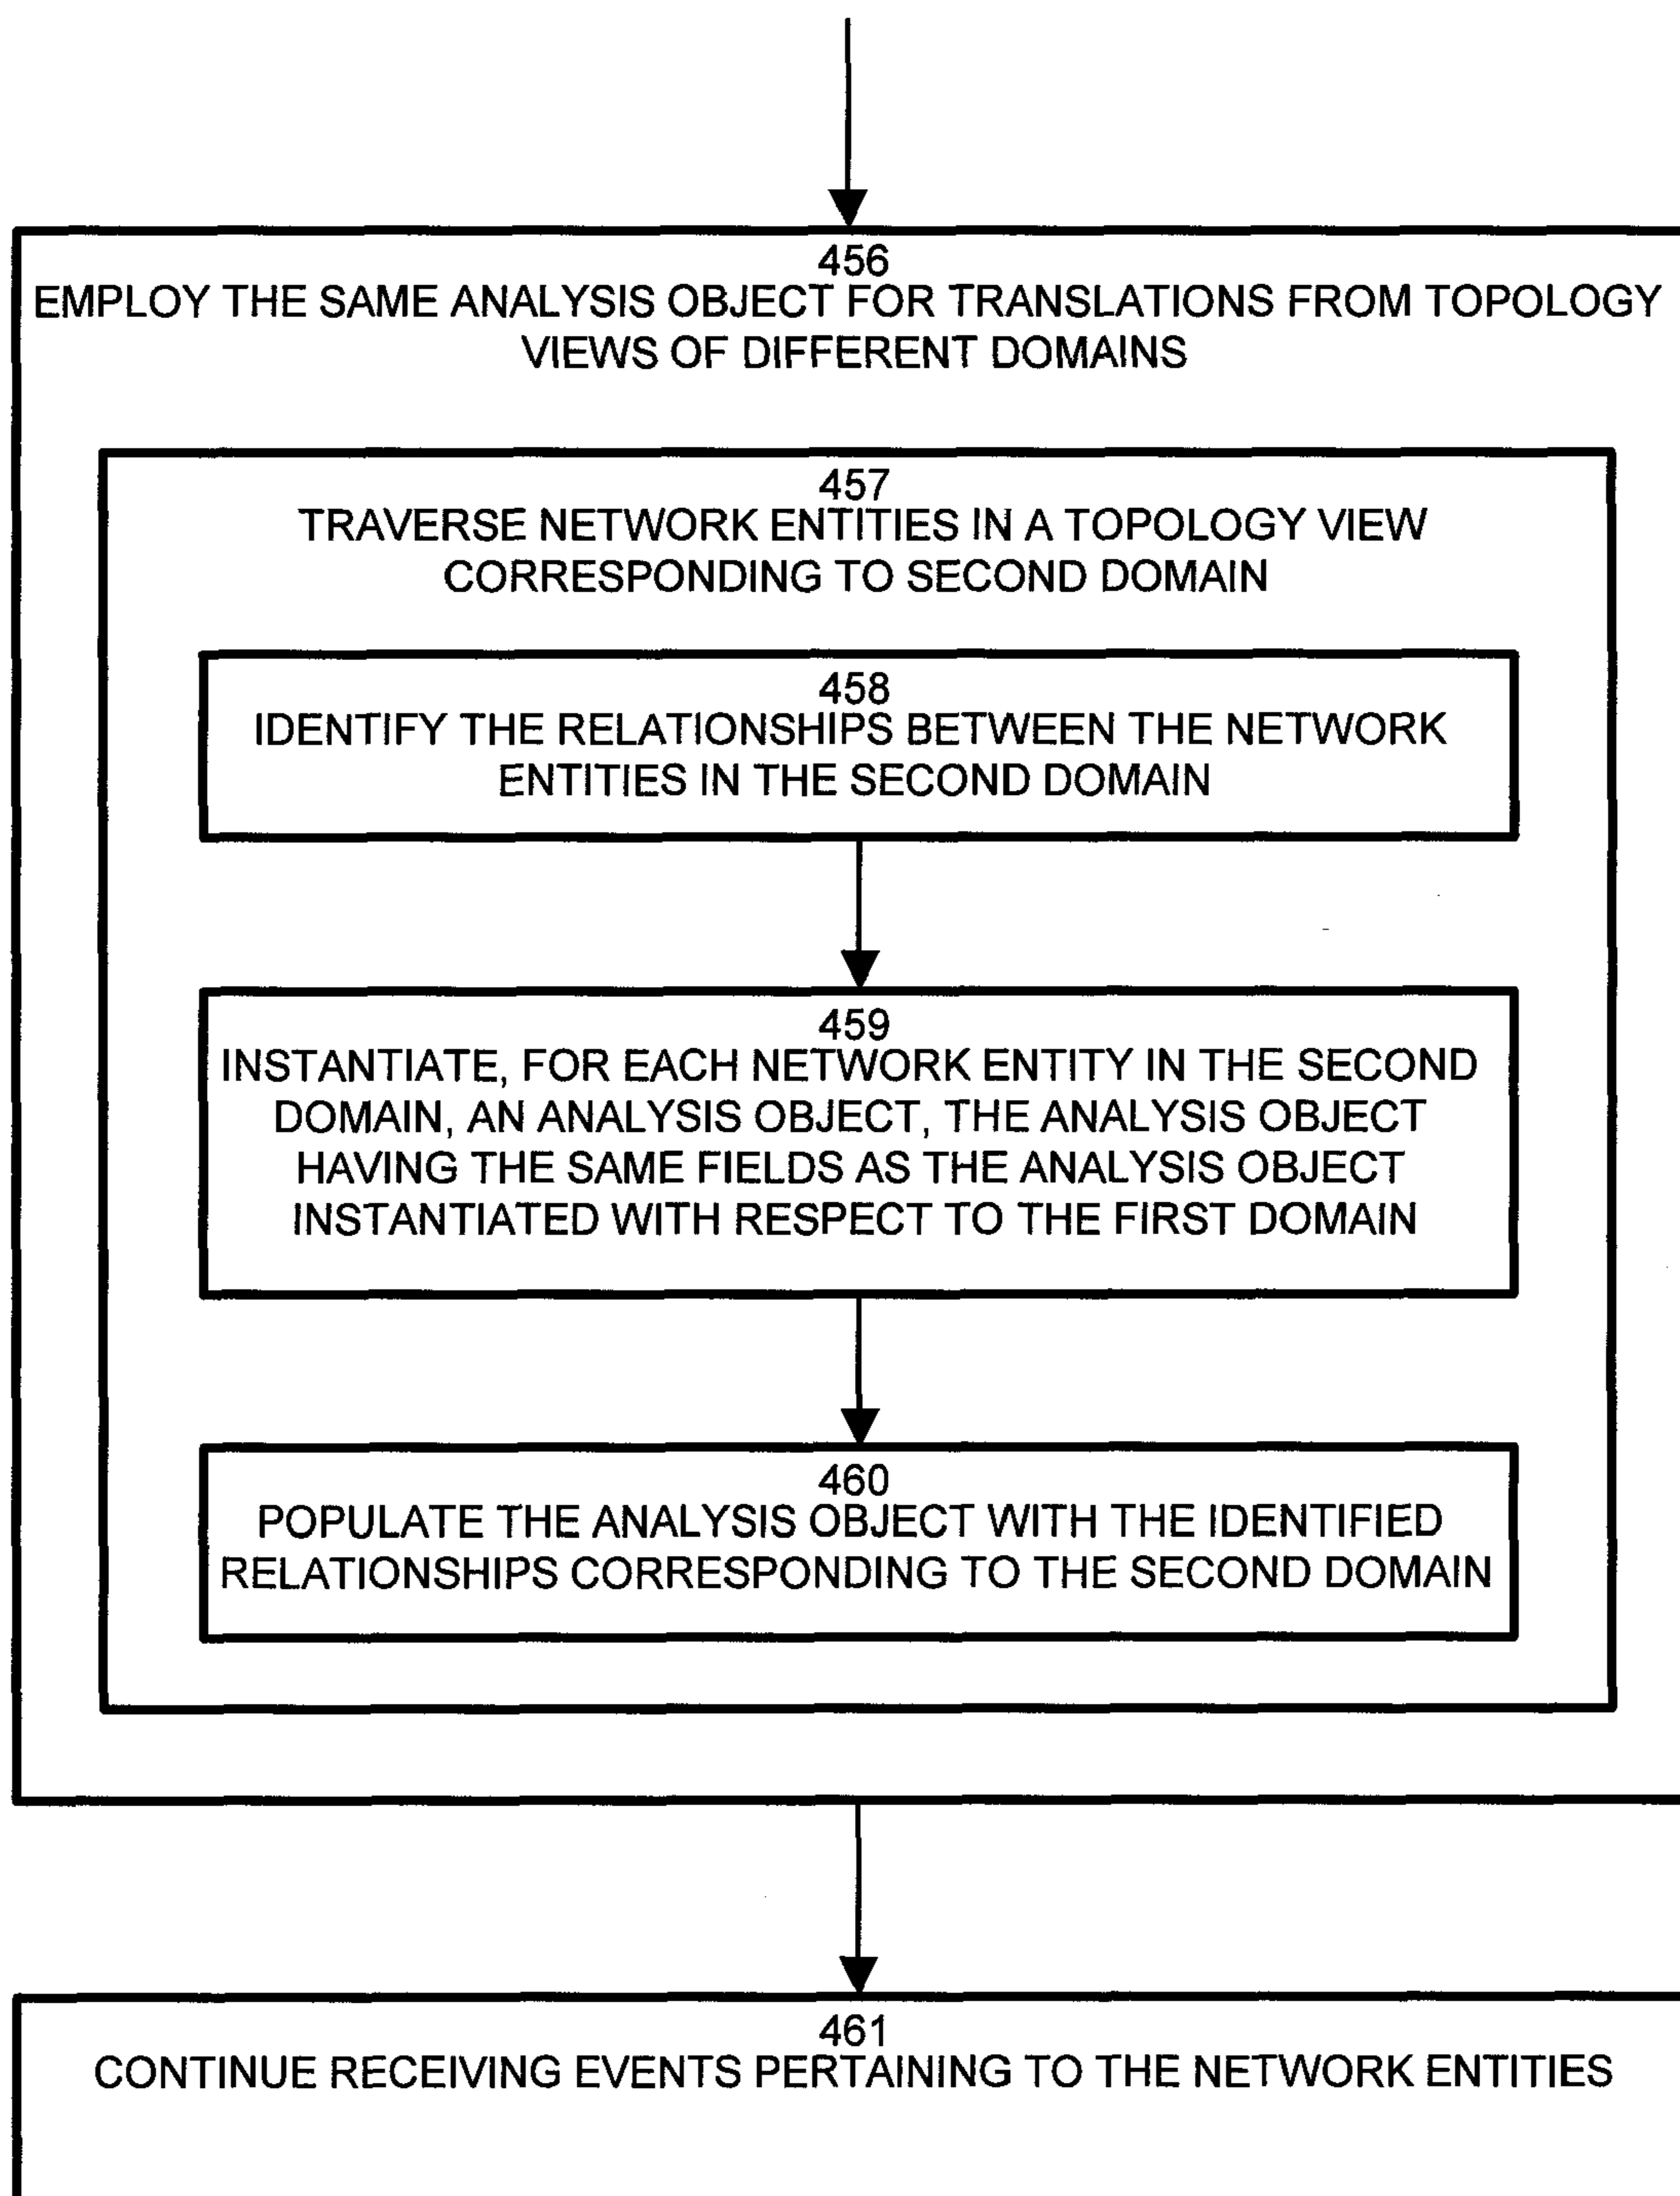 456
EMPLOY THE SAME ANALYSIS OBJECT FOR TRANSLATIONS FROM TOPOLOGY
VIEWS OF DIFFERENT DOMAINS
457
TRAVERSE NETWORK ENTITIES IN A TOPOLOGY VIEW
CORRESPONDING TO SECOND DOMAIN
458
IDENTIFY THE RELATIONSHIPS BETWEEN THE NETWORK
ENTITIES IN THE SECOND DOMAIN
459
INSTANTIATE, FOR EACH NETWORK ENTITY IN THE SECOND
DOMAIN, AN ANALYSIS OBJECT, THE ANALYSIS OBJECT
HAVING THE SAME FIELDS AS THE ANALYSIS OBJECT
INSTANTIATED WITH RESPECT TO THE FIRST DOMAIN
460
POPULATE THE ANALYSIS OBJECT WITH THE IDENTIFIED
RELATIONSHIPS CORRESPONDING TO THE SECOND DOMAIN
461
CONTINUE RECEIVING EVENTS PERTAINING TO THE NETWORK ENTITIES